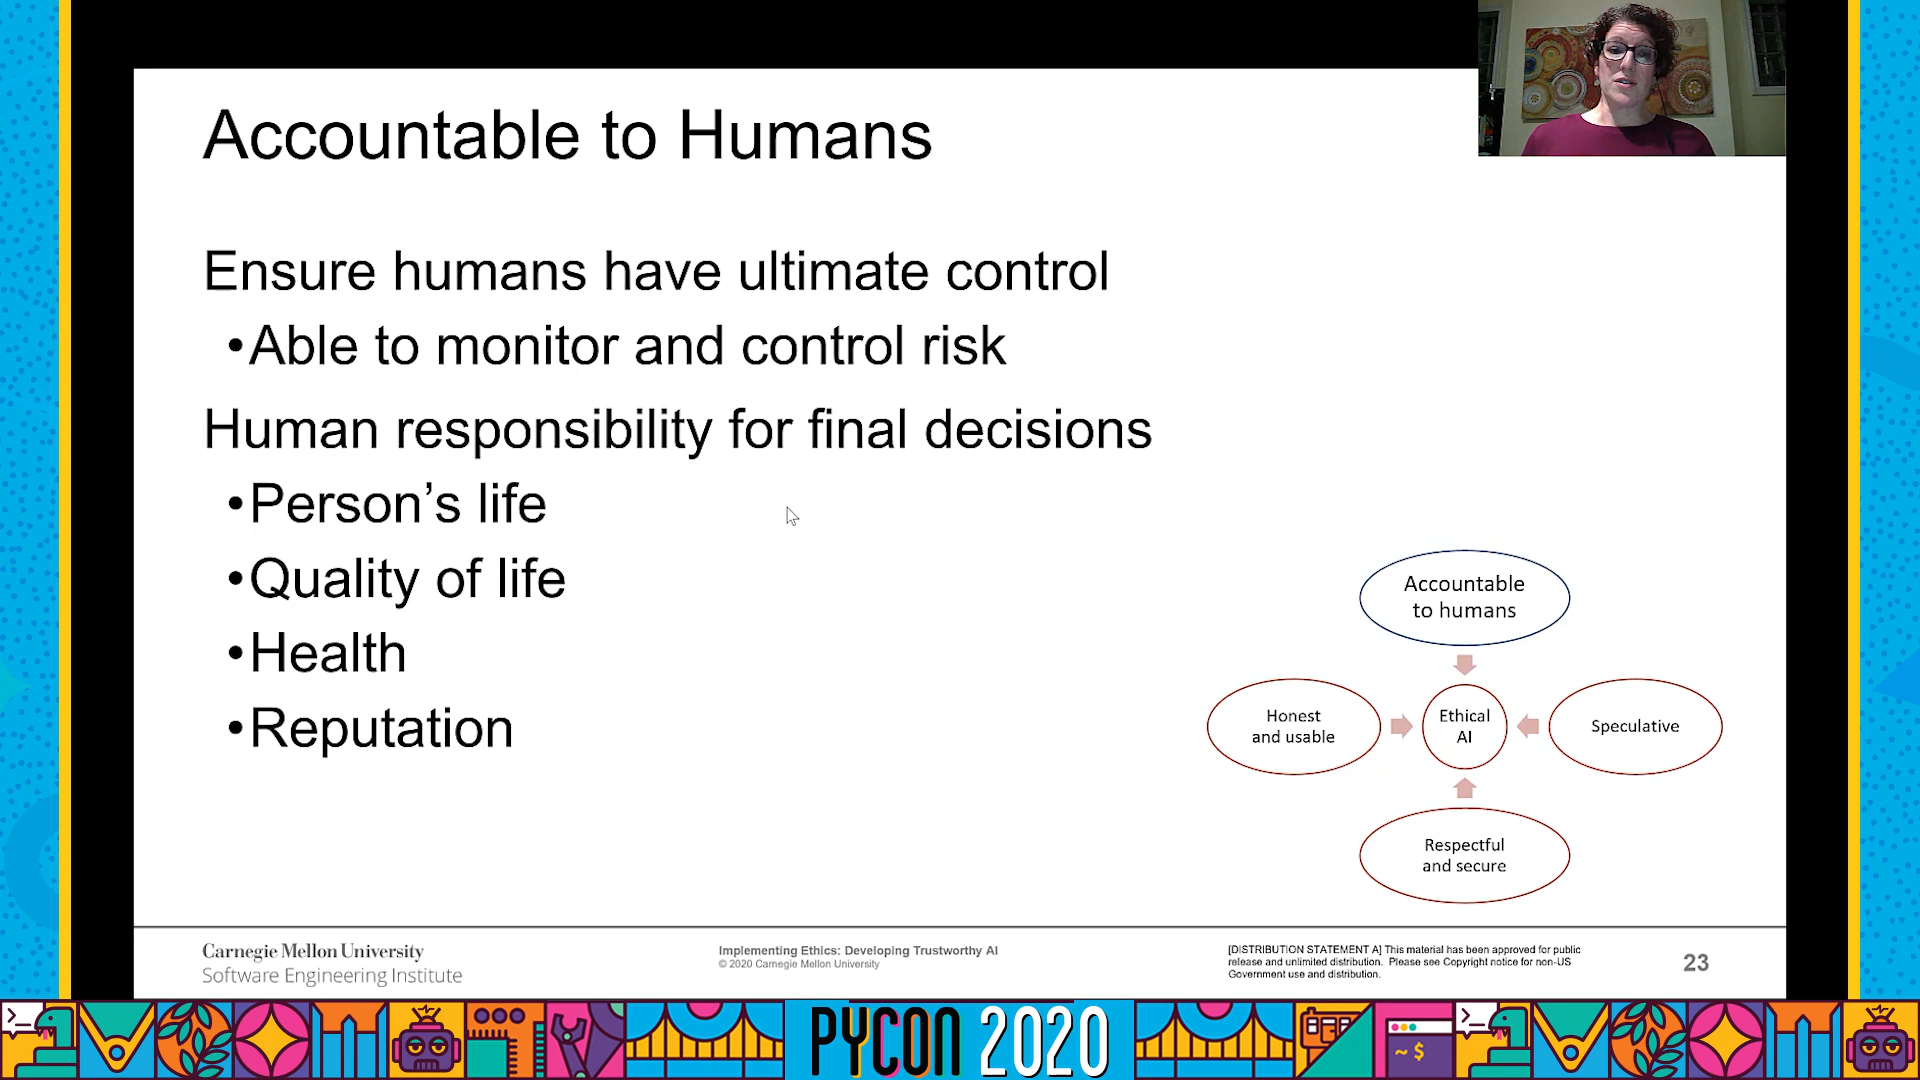 Accountable to Humans
Ensure humans have ultimate control
•Able to monitor and control risk
Human responsibility for final decisions
•Person’s life
•Quality of life
•Health
•Reputation
Accountable
to humans
Honest
and usable
Ethical
AI
Speculative
Respectful
and secure
Carnegie Mellon University
Software Engineering Institute
Implementing Ethics: Developing Trustworthy AI
© 2020 Carnegie Mellon University
[DISTRIBUTION STATEMENT A] This material has been approved for public
release and unlimited distribution. Please see Copyright notice for non-US
Government use and distribution.
23
PYCON 2020
~ $